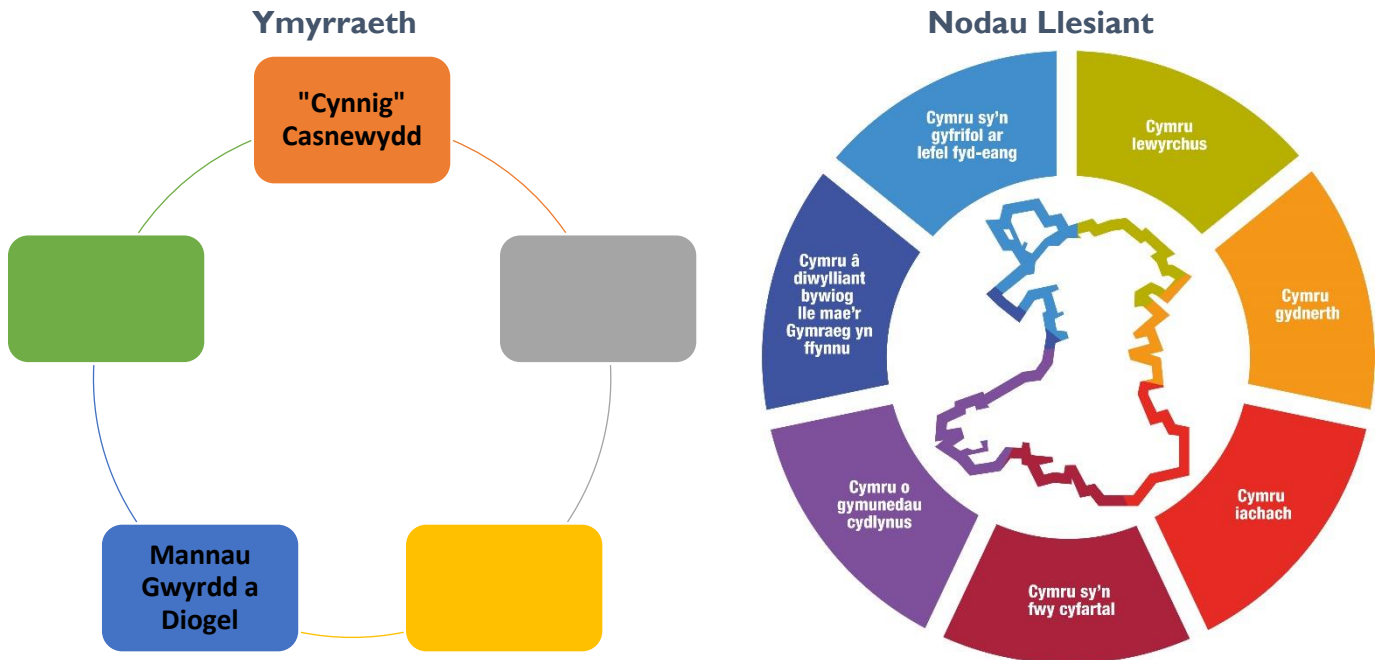 Ymyrraeth
"Cynnig"
Casnewydd
Mannau
Gwyrdd a
Diogel
Nodau Llesiant
Cymru sy'n
gyfrifol ar
lefel fyd-eang
Cymru
lewyrchus
Cymru
gydnerth
Cymru
iachach
Cymru sy'n
fwy cyfartal
Cymru o
gymunedau
cydlynus
Cymru â
diwylliant
bywiog
lle mae'r
Gymraeg yn
ffynnu